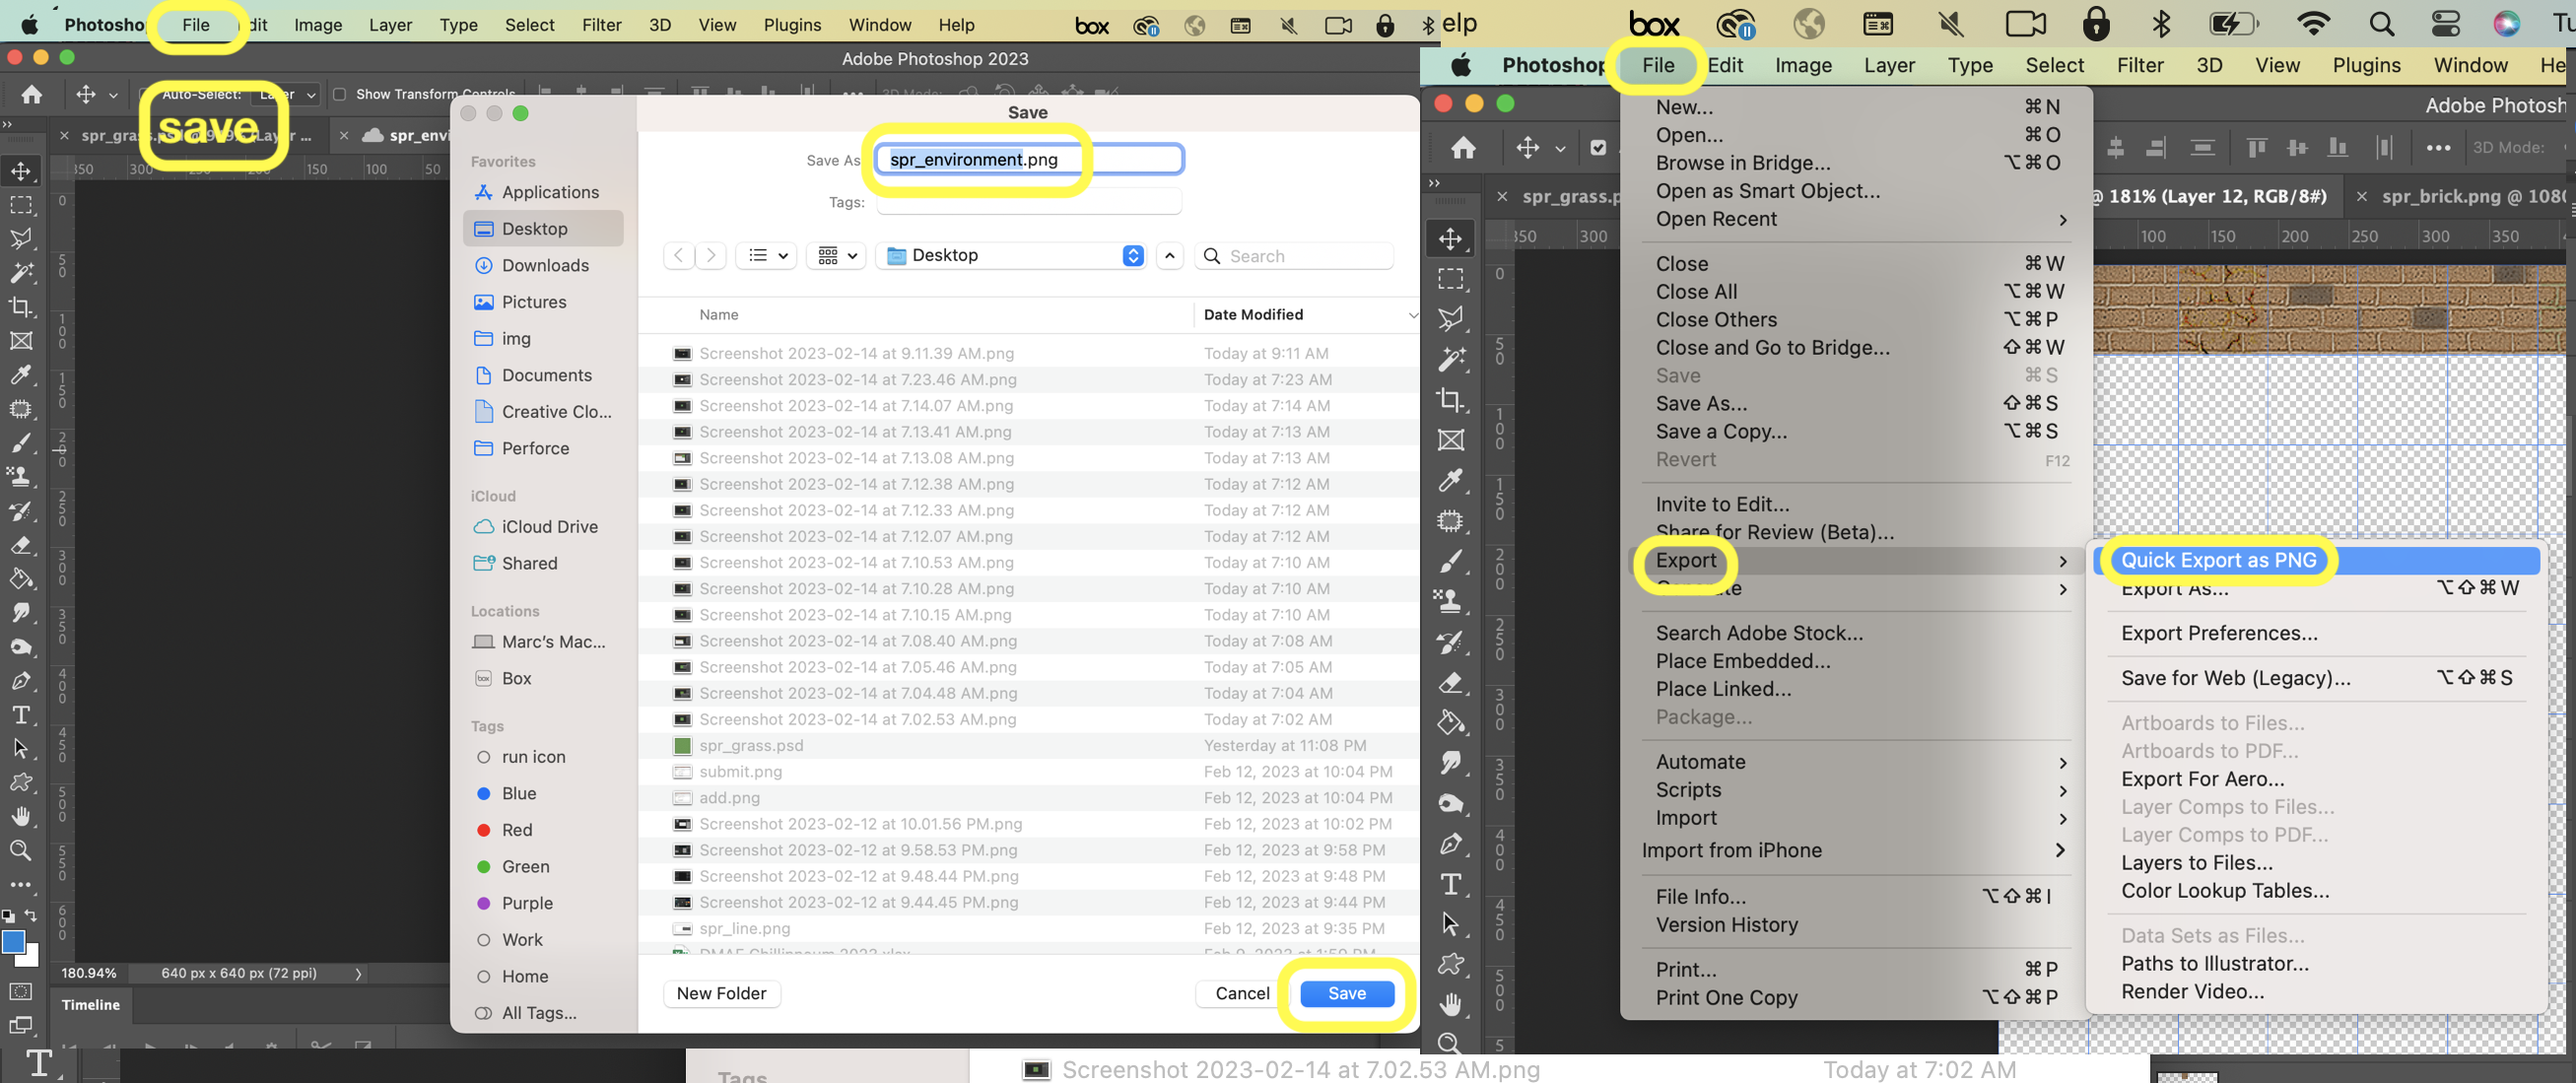 Photoshop File Edit Image Layer Type Select Filter 3D View Plugins Window Help box
Adobe Photoshop 2023
Auto-Select: Layer Show Transform Controls 3D Mode:
save
spr_grass.psd
spr_envi
350 300 100 50 0 50 100 150
Save
Save As
spr_environment.png
Tags:
Desktop
Search
Name Date Modified
Favorites
Applications
Desktop
Downloads
Pictures
img
Documents
Creative Clo...
Perforce
iCloud
iCloud Drive
Shared
Locations
Marc's Mac...
Box
Tags
run icon
Blue
Red
Green
Purple
Work
Home
All Tags...
Screenshot 2023-02-14 at 9.11.39 AM.png Today at 9:11 AM
Screenshot 2023-02-14 at 7.23.46 AM.png Today at 7:23 AM
Screenshot 2023-02-14 at 7.14.07 AM.png Today at 7:14 AM
Screenshot 2023-02-14 at 7.13.41 AM.png Today at 7:13 AM
Screenshot 2023-02-14 at 7.13.08 AM.png Today at 7:13 AM
Screenshot 2023-02-14 at 7.12.38 AM.png Today at 7:12 AM
Screenshot 2023-02-14 at 7.12.33 AM.png Today at 7:12 AM
Screenshot 2023-02-14 at 7.12.07 AM.png Today at 7:12 AM
Screenshot 2023-02-14 at 7.10.53 AM.png Today at 7:10 AM
Screenshot 2023-02-14 at 7.10.28 AM.png Today at 7:10 AM
Screenshot 2023-02-14 at 7.10.15 AM.png Today at 7:10 AM
Screenshot 2023-02-14 at 7.08.40 AM.png Today at 7:08 AM
Screenshot 2023-02-14 at 7.05.46 AM.png Today at 7:05 AM
Screenshot 2023-02-14 at 7.04.48 AM.png Today at 7:04 AM
Screenshot 2023-02-14 at 7.02.53 AM.png Today at 7:02 AM
spr_grass.psd Yesterday at 11:08 PM
submit.png Feb 12, 2023 at 10:04 PM
add.png Feb 12, 2023 at 10:04 PM
Screenshot 2023-02-12 at 10.01.56 PM.png Feb 12, 2023 at 10:02 PM
Screenshot 2023-02-12 at 9.58.53 PM.png Feb 12, 2023 at 9:58 PM
Screenshot 2023-02-12 at 9.48.44 PM.png Feb 12, 2023 at 9:48 PM
Screenshot 2023-02-12 at 9.44.45 PM.png Feb 12, 2023 at 9:44 PM
spr_line.png Feb 12, 2023 at 9:35 PM
New Folder Cancel Save
180.94% 640 px x 640 px (72 ppi)
Timeline
Tags
Screenshot 2023-02-14 at 7.02.53 AM.png Today at 7:02 AM
elp box Tu
Photoshop File Edit Image Layer Type Select Filter 3D View Plugins Window He
Adobe Photosh
3D Mode:
spr_grass.p @ 181% (Layer 12, RGB/8#) spr_brick.png @ 108
350 300 100 150 200 250 300 350
New... ⌘N
Open... ⌘O
Browse in Bridge... ⌥⌘O
Open as Smart Object...
Open Recent
Close ⌘W
Close All ⌥⌘W
Close Others ⌥⌘P
Close and Go to Bridge... ⇧⌘W
Save ⌘S
Save As... ⇧⌘S
Save a Copy... ⌥⌘S
Revert F12
Invite to Edit...
Share for Review (Beta)...
Export
Search Adobe Stock...
Place Embedded...
Place Linked...
Package...
Automate
Scripts
Import
Import from iPhone
File Info... ⌥⇧⌘I
Version History
Print... ⌘P
Print One Copy ⌥⇧⌘P
Quick Export as PNG
Export As... ⌥⇧⌘W
Export Preferences...
Save for Web (Legacy)... ⌥⇧⌘S
Artboards to Files...
Artboards to PDF...
Export For Aero...
Layer Comps to Files...
Layer Comps to PDF...
Layers to Files...
Color Lookup Tables...
Data Sets as Files...
Paths to Illustrator...
Render Video...